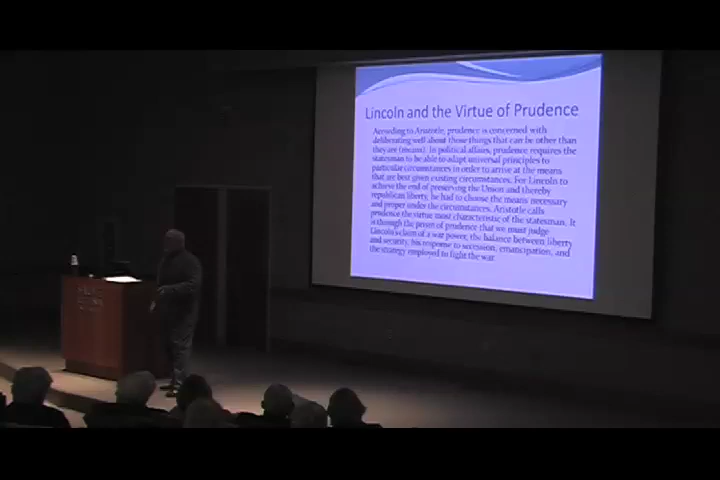 Lincoln and the Virtue of Prudence
According to Aristotle, prudence is concerned with
deliberating well about those things that can be other than
they are (means). In political affairs, prudence requires the
statesman to be able to adapt universal principles to
particular circumstances in order to arrive at the means
that are best given existing circumstances. For Lincoln to
achieve the end of preserving the Union and thereby
republican liberty, he had to choose the means necessary
and proper under the circumstances. Aristotle calls
prudence the virtue most characteristic of the statesman. It
is through the prism of prudence that we must judge
Lincoln's claim of a war power, the balance between liberty
and security, his response to secession, emancipation, and
the strategy employed to fight the war.